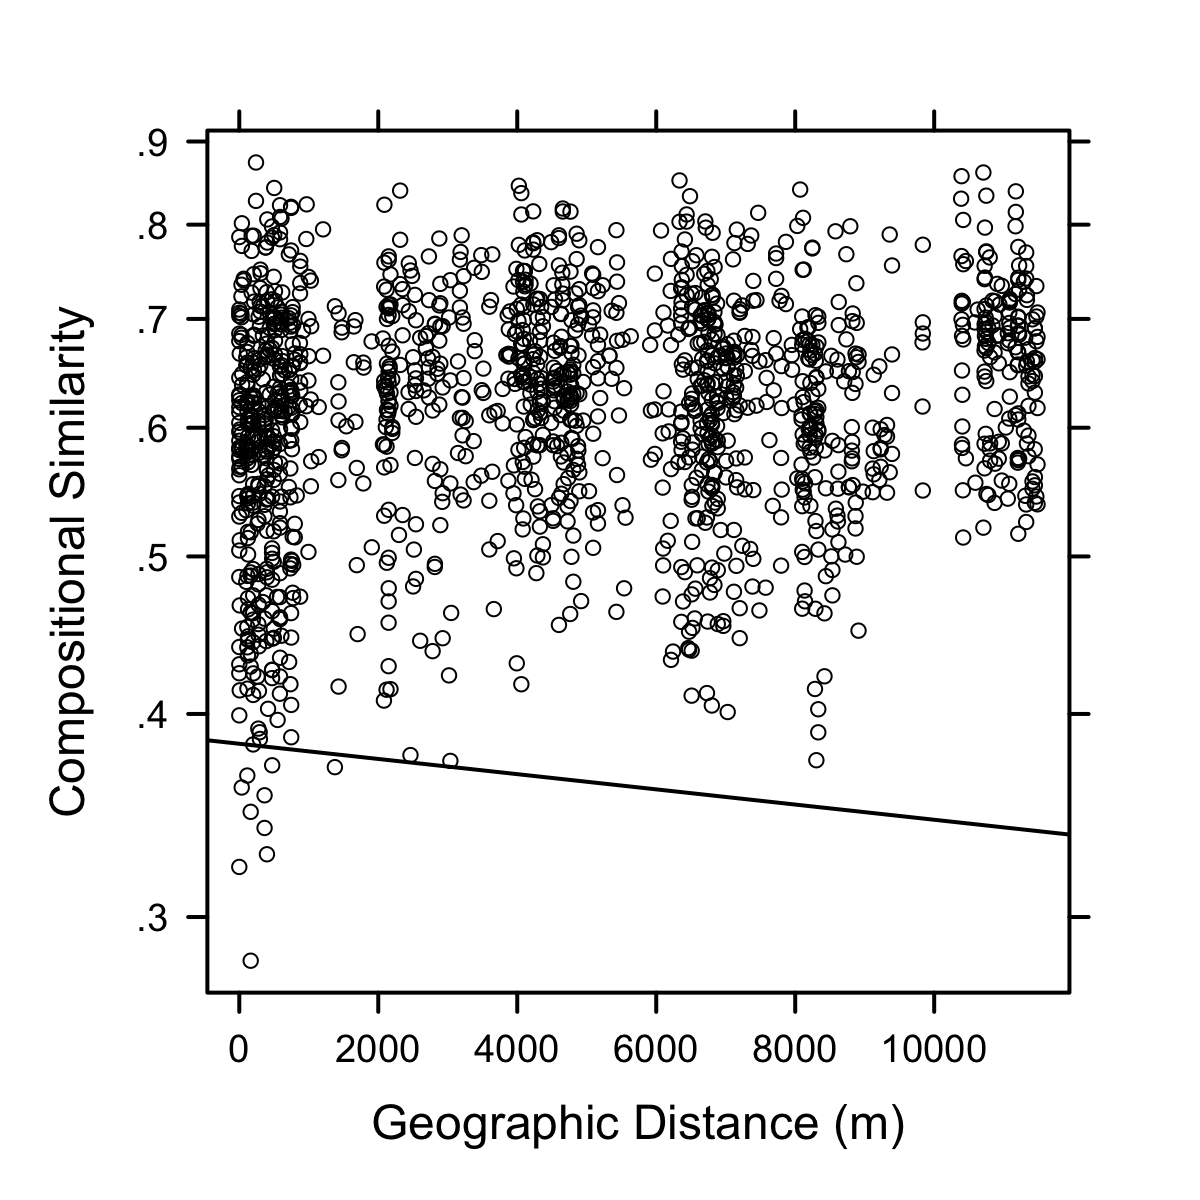 .9
.8
.7
.6
.5
.4
.3
Compositional Similarity
0 2000 4000 6000 8000 10000
Geographic Distance (m)